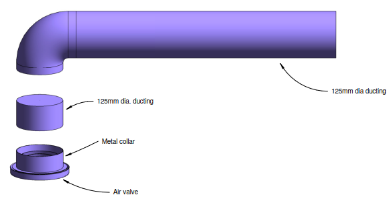 125mm dia ducting
125mm dia. ducting
Metal collar
Air valve